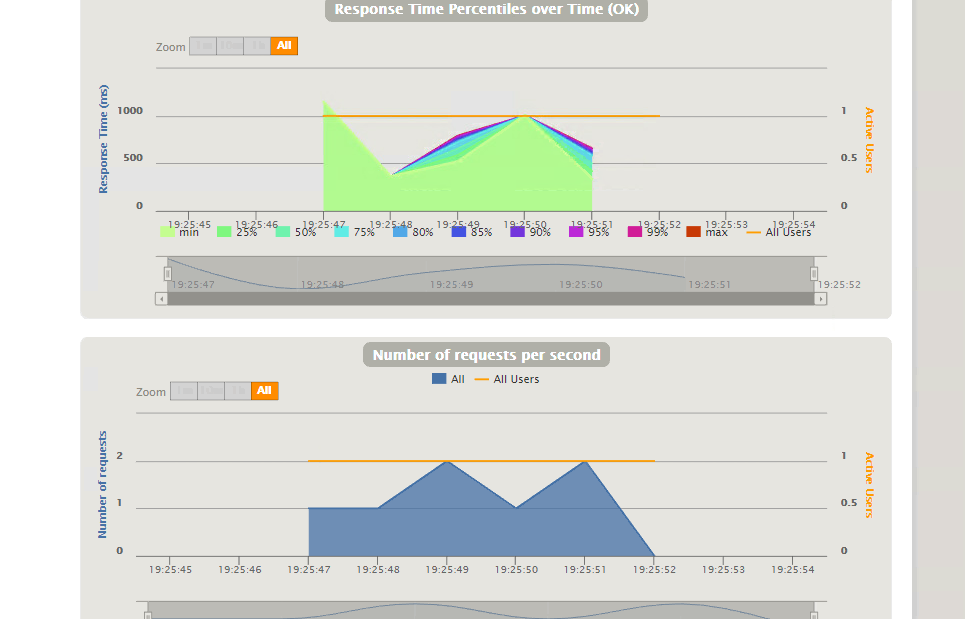 Response Time Percentiles over Time (OK)
Zoom All
Response Time (ms)
1000
500
0
Active Users
1
0.5
0
19:25:45 19:25:46 19:25:47 19:25:48 19:25:49 19:25:50 19:25:51 19:25:52 19:25:53 19:25:54
min 25% 50% 75% 80% 85% 90% 95% 99% max All Users
19:25:47 19:25:48 19:25:49 19:25:50 19:25:51 19:25:52
Number of requests per second
All All Users
Zoom All
Number of requests
2
1
0
Active Users
1
0.5
0
19:25:45 19:25:46 19:25:47 19:25:48 19:25:49 19:25:50 19:25:51 19:25:52 19:25:53 19:25:54